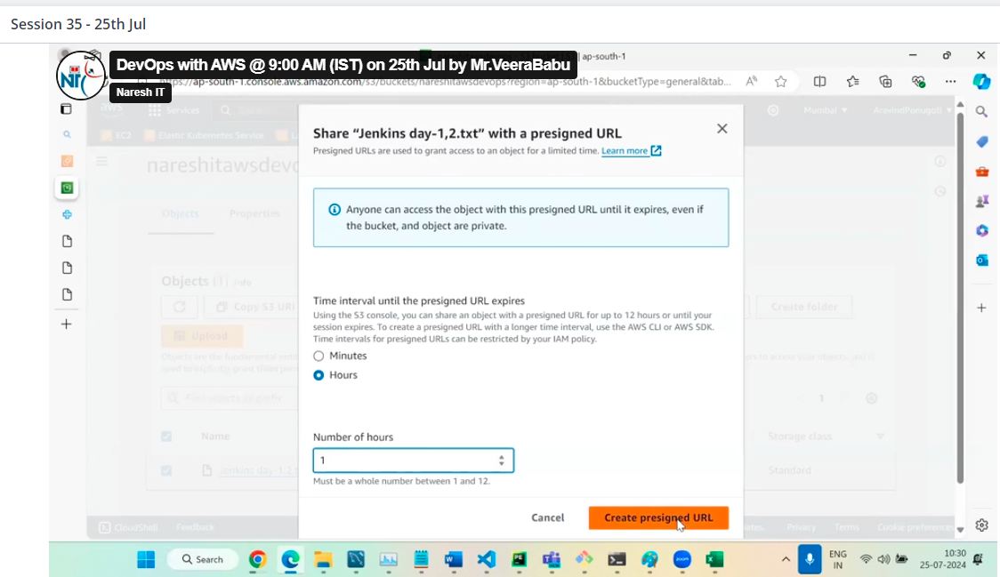 Session 35 - 25th Jul
DevOps with AWS @ 9:00 AM (IST) on 25th Jul by Mr.VeeraBabu
| ap-south-1
Naresh IT
https://ap-south-1.console.aws.amazon.com/s3/buckets/nareshitawsdevops?region=ap-south-1&bucketType=general&tab...
aws
Services
Mumbai
AravindPonugoti
EC2
Elastic Kubernetes Service
nareshitawsdevo
Share “Jenkins day-1,2.txt” with a presigned URL
Presigned URLs are used to grant access to an object for a limited time. Learn more
Anyone can access the object with this presigned URL until it expires, even if
the bucket, and object are private.
Objects
Properties
Objects (1) Info
Copy S3 URI
Create folder
Upload
Time interval until the presigned URL expires
Using the S3 console, you can share an object with a presigned URL for up to 12 hours or until your
session expires. To create a presigned URL with a longer time interval, use the AWS CLI or AWS SDK.
Time intervals for presigned URLs can be restricted by your IAM policy.
Minutes
Hours
Find objects by prefix
1
Number of hours
1
Must be a whole number between 1 and 12.
Name
Storage class
Jenkins day-1,2.t
Standard
Cancel
Create presigned URL
CloudShell
Feedback
Privacy
Terms
Cookie preferences
Search
ENG
IN
10:30
25-07-2024